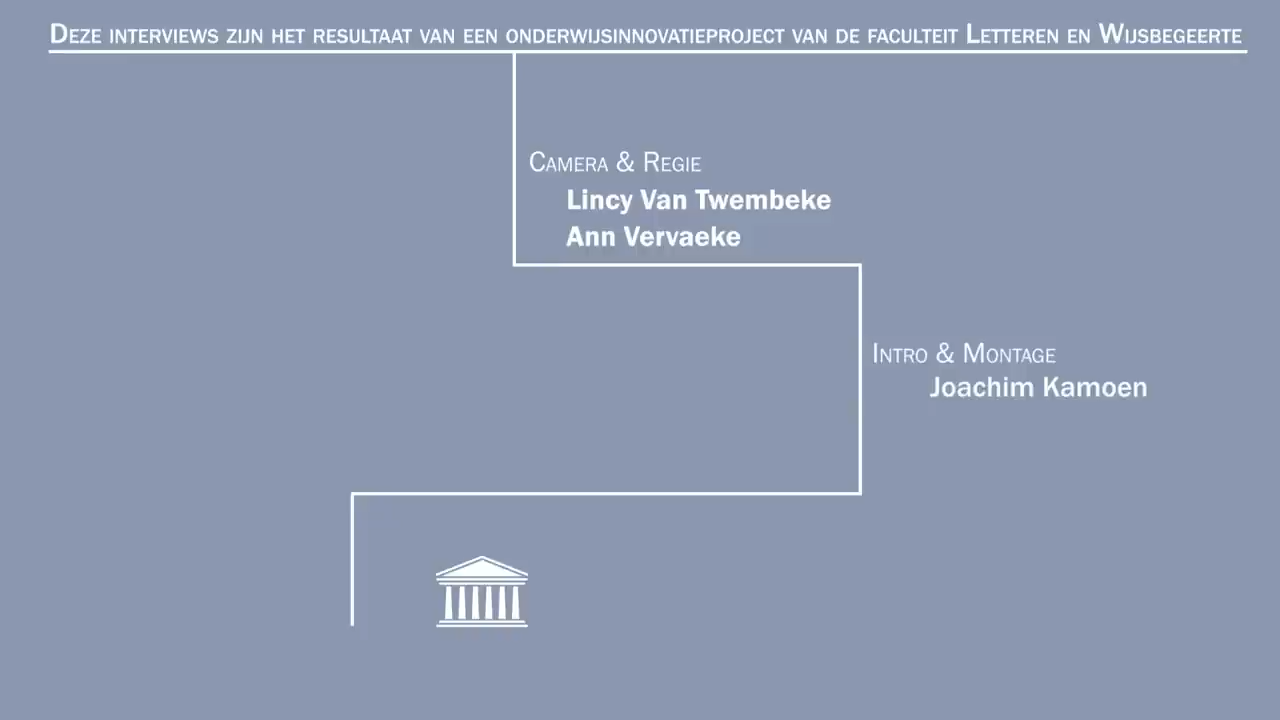 Deze interviews zijn het resultaat van een onderwijsinnovatieproject van de faculteit Letteren en Wijsbegeerte
Camera & Regie
Lincy Van Twembeke
Ann Vervaeke
Intro & Montage
Joachim Kamoen